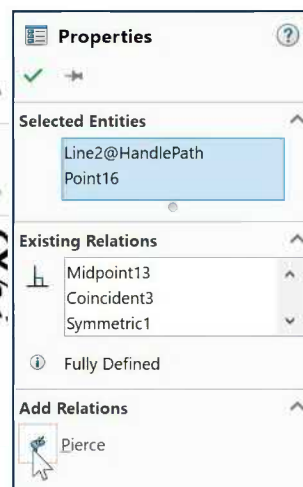 Properties
Selected Entities
Line2@HandlePath
Point16
Existing Relations
Midpoint13
Coincident3
Symmetric1
Fully Defined
Add Relations
Pierce